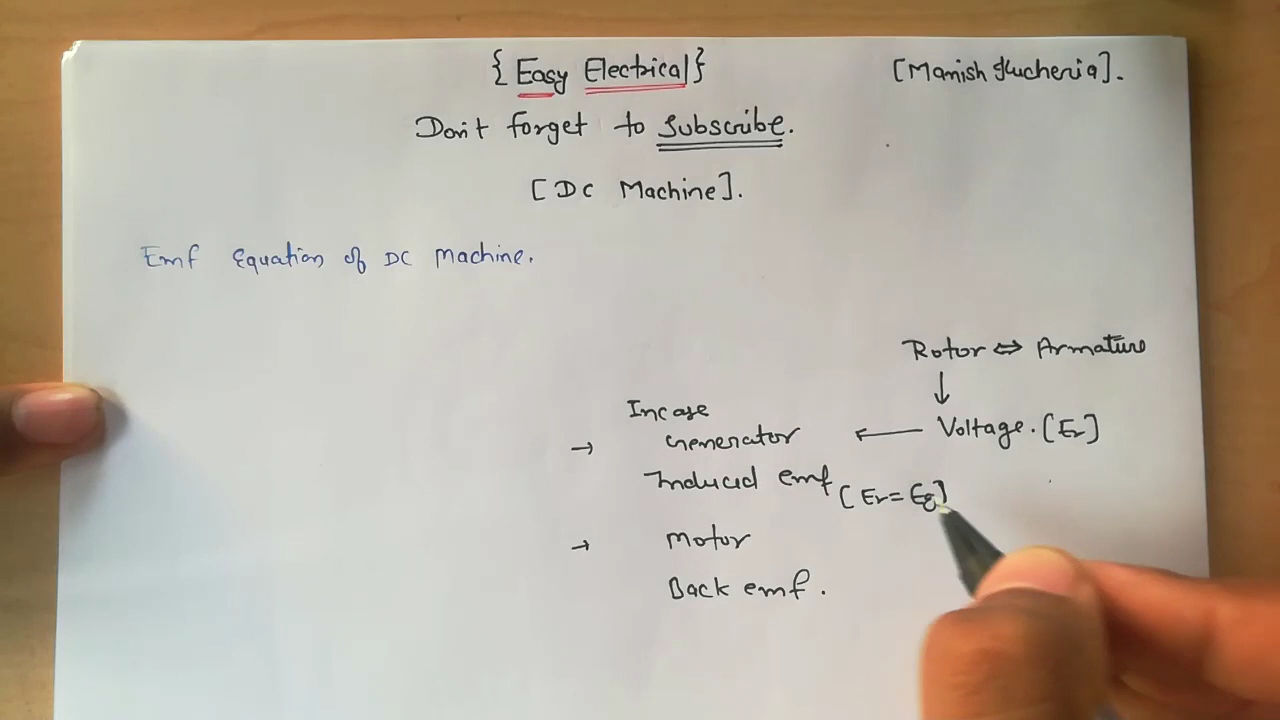 {Easy Electrical}
[Manish Kucheria].
Don't forget to Subscribe.
[DC Machine].
Emf Equation of DC Machine.
Rotor ⇔ Armature
↓
Incase
→ Generator ← Voltage. [Er]
Induced emf [Er = Eg]
→ Motor
Back emf.